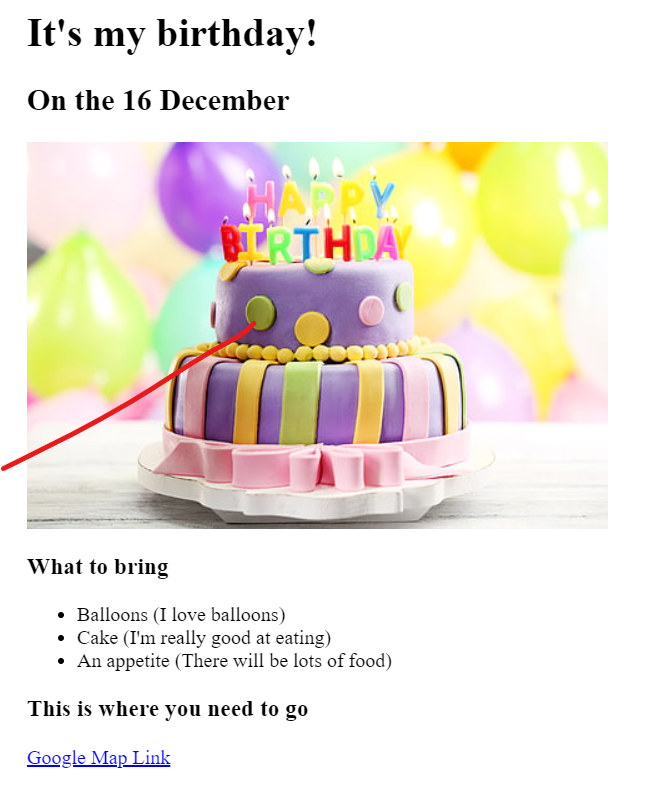 It's my birthday!
On the 16 December
HAPPY
BIRTHDAY
What to bring
Balloons (I love balloons)
Cake (I'm really good at eating)
An appetite (There will be lots of food)
This is where you need to go
Google Map Link